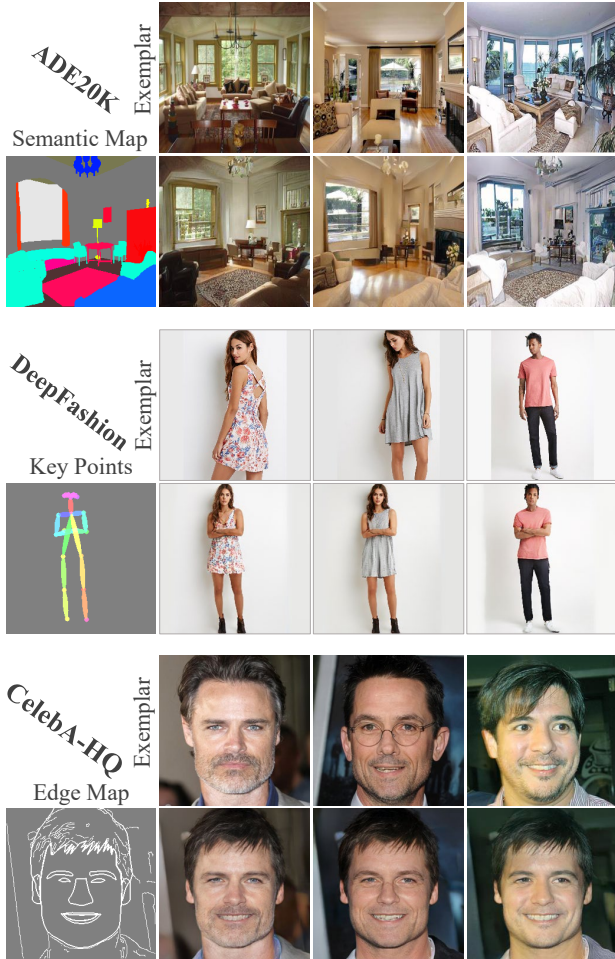 ADE20K
Exemplar
Semantic Map
DeepFashion
Exemplar
Key Points
CelebA-HQ
Exemplar
Edge Map